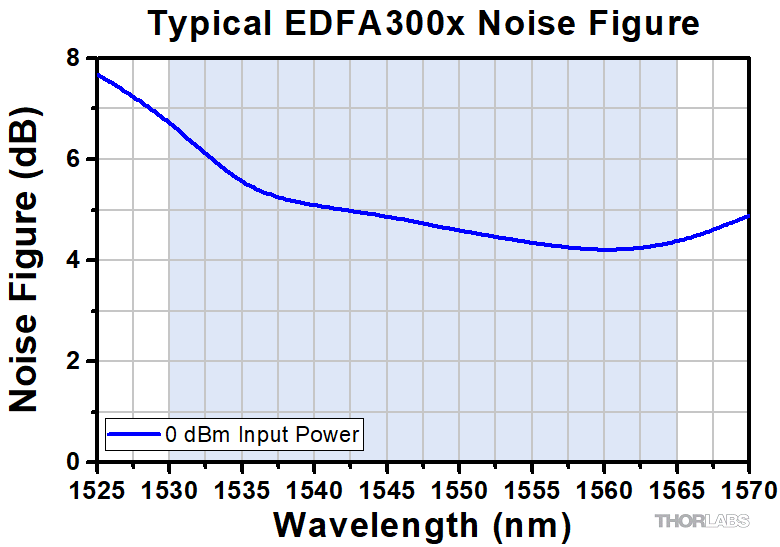 Typical EDFA300x Noise Figure
8
6
4
2
0
Noise Figure (dB)
0 dBm Input Power
1525 1530 1535 1540 1545 1550 1555 1560 1565 1570
Wavelength (nm)
THORLABS